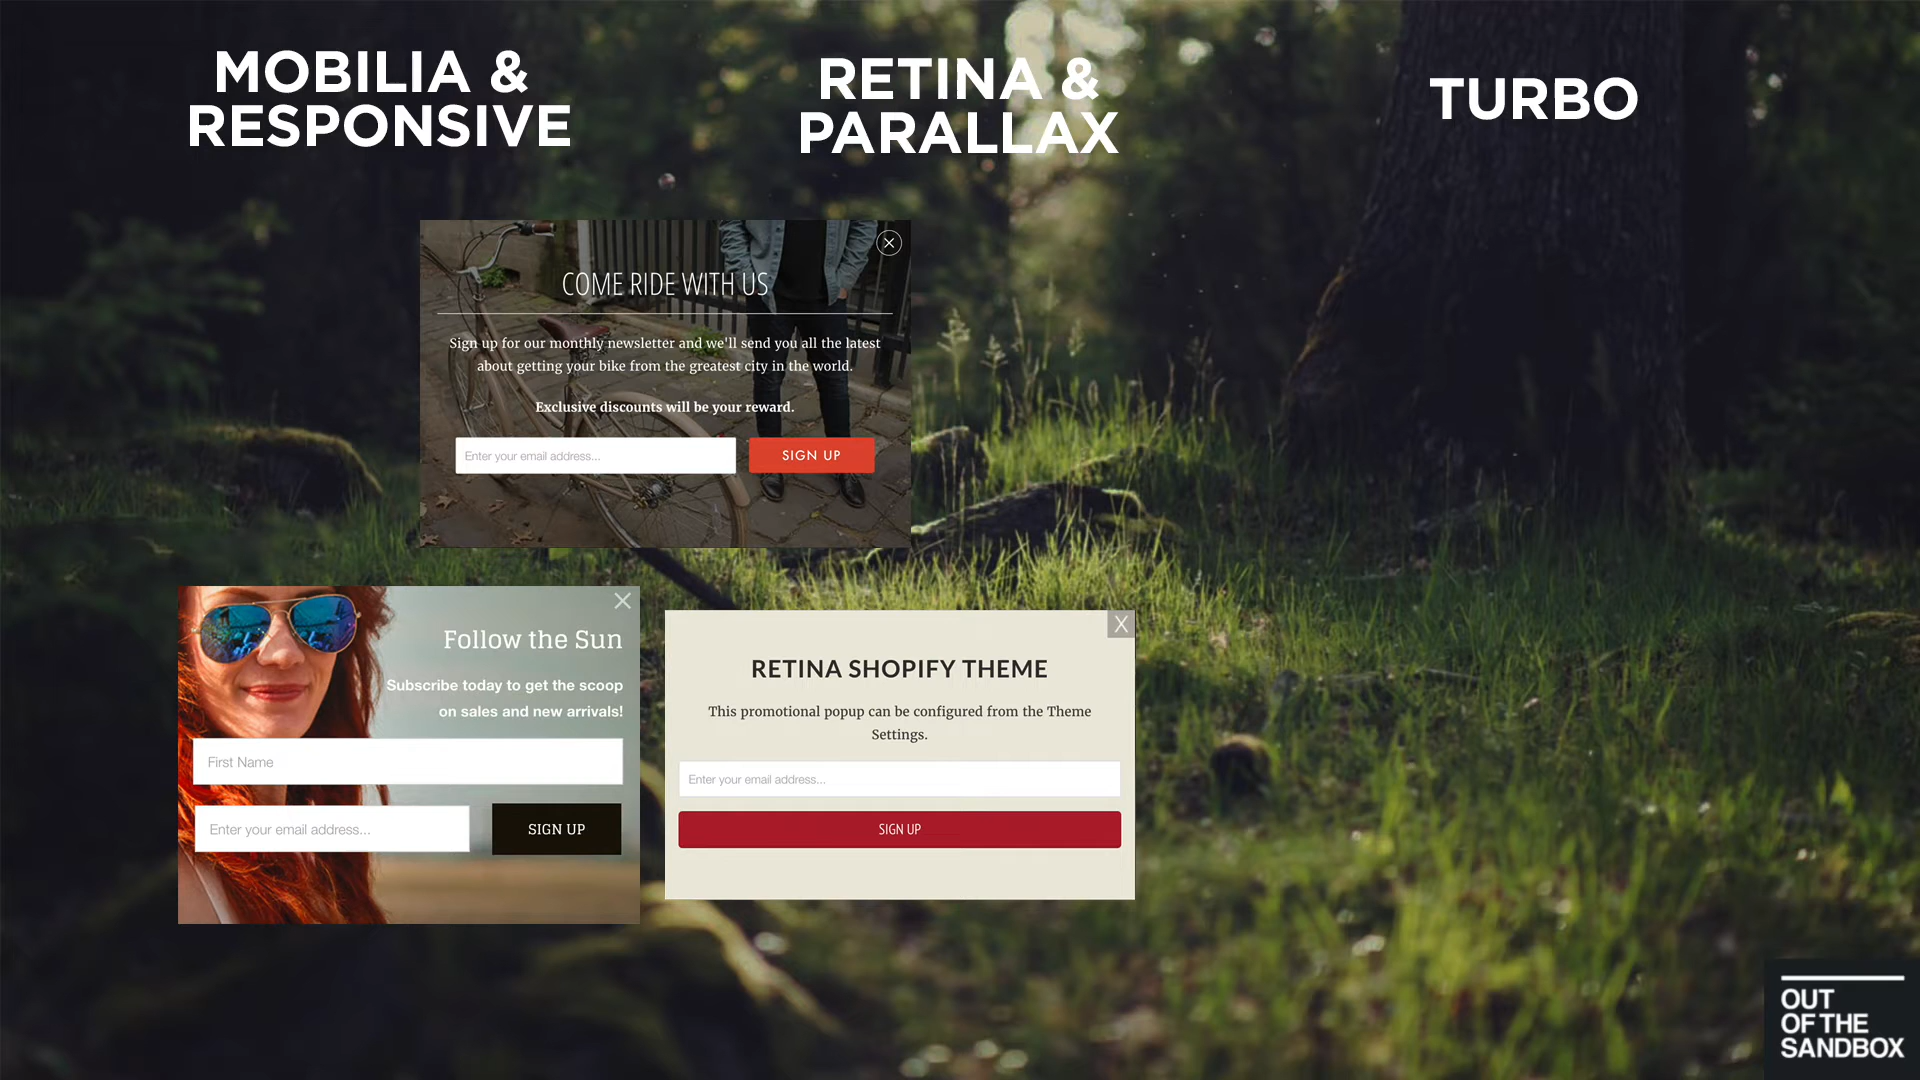 MOBILIA &
RESPONSIVE
RETINA &
PARALLAX
TURBO
COME RIDE WITH US
Sign up for our monthly newsletter and we'll send you all the latest
about getting your bike from the greatest city in the world.
Exclusive discounts will be your reward.
Enter your email address...
SIGN UP
Follow the Sun
Subscribe today to get the scoop
on sales and new arrivals!
First Name
Enter your email address...
SIGN UP
X
RETINA SHOPIFY THEME
This promotional popup can be configured from the Theme
Settings.
Enter your email address...
SIGN UP
OUT
OF THE
SANDBOX